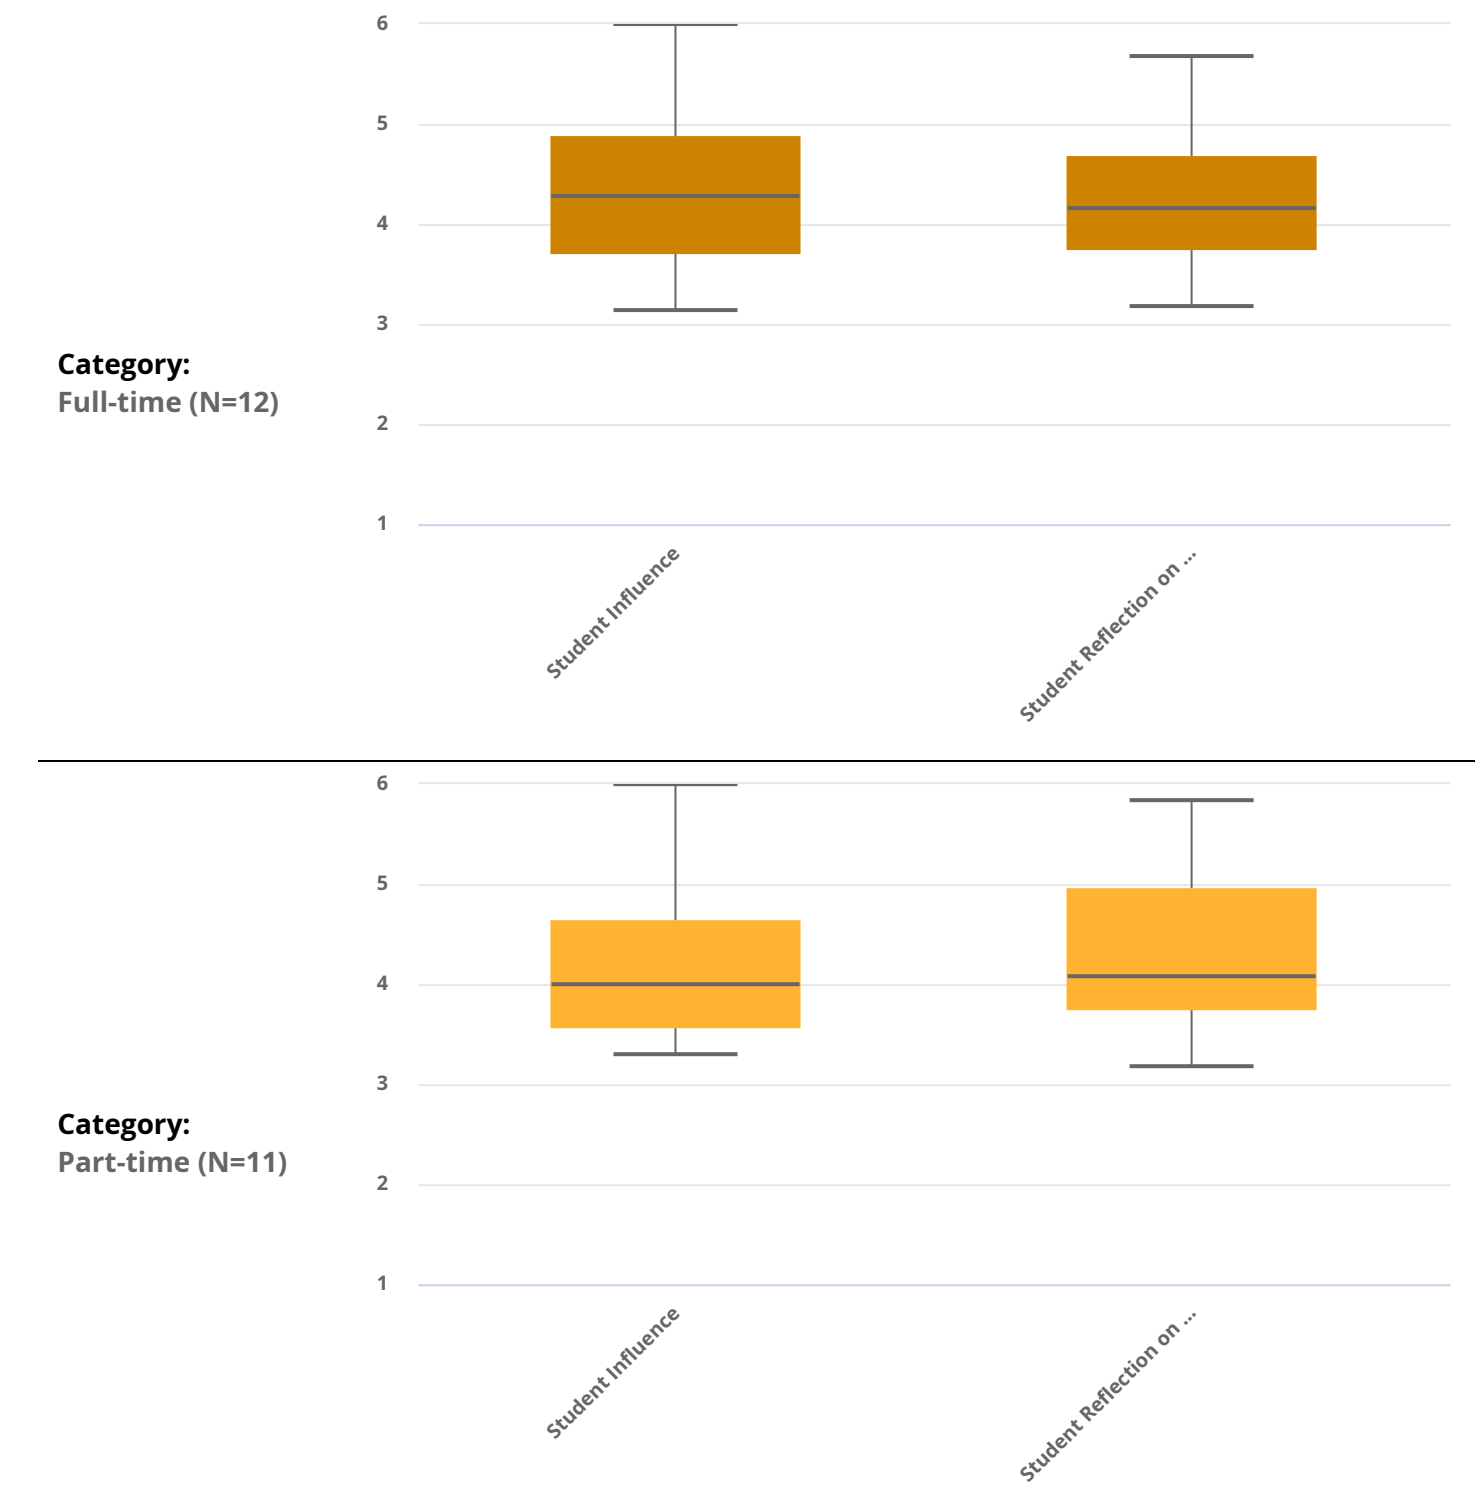 6
5
4
3
Category:
Full-time (N=12)
2
1
Student Influence
Student Reflection on ...
6
5
4
3
Category:
Part-time (N=11)
2
1
Student Influence
Student Reflection on ...